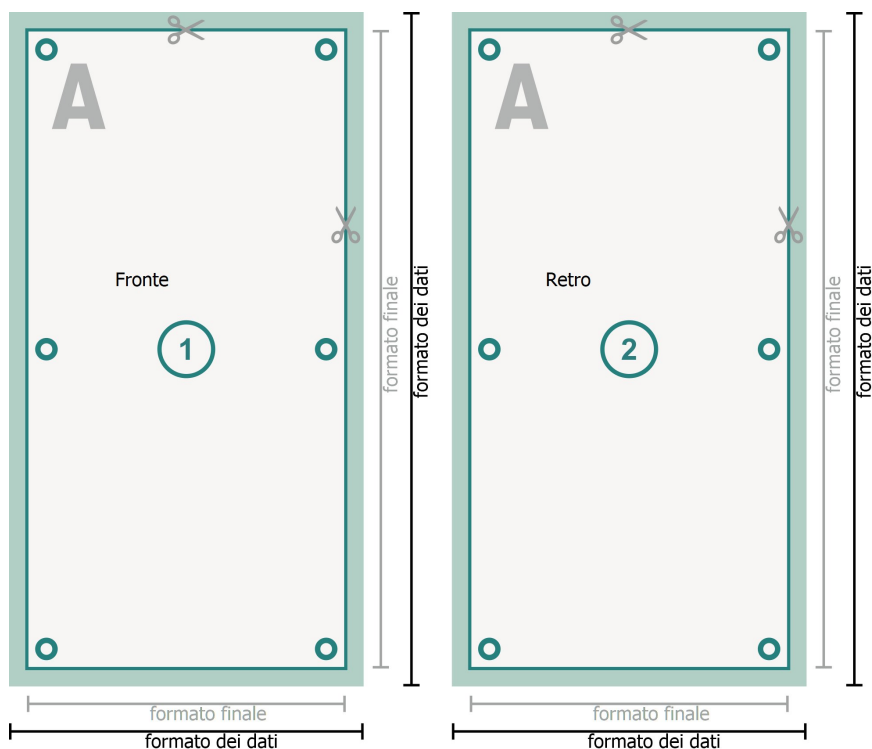 A
Fronte
1
formato finale
formato dei dati
formato finale
formato dei dati
A
Retro
2
formato finale
formato dei dati
formato finale
formato dei dati